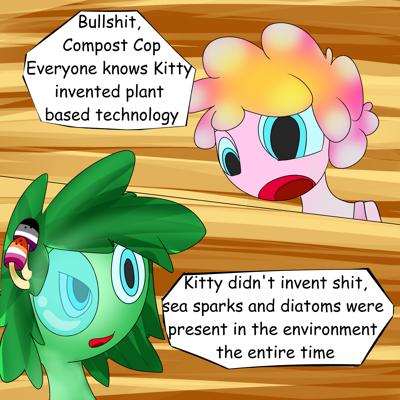 Bullshit,
Compost Cop
Everyone knows Kitty
invented plant
based technology
Kitty didn't invent shit,
sea sparks and diatoms were
present in the environment
the entire time